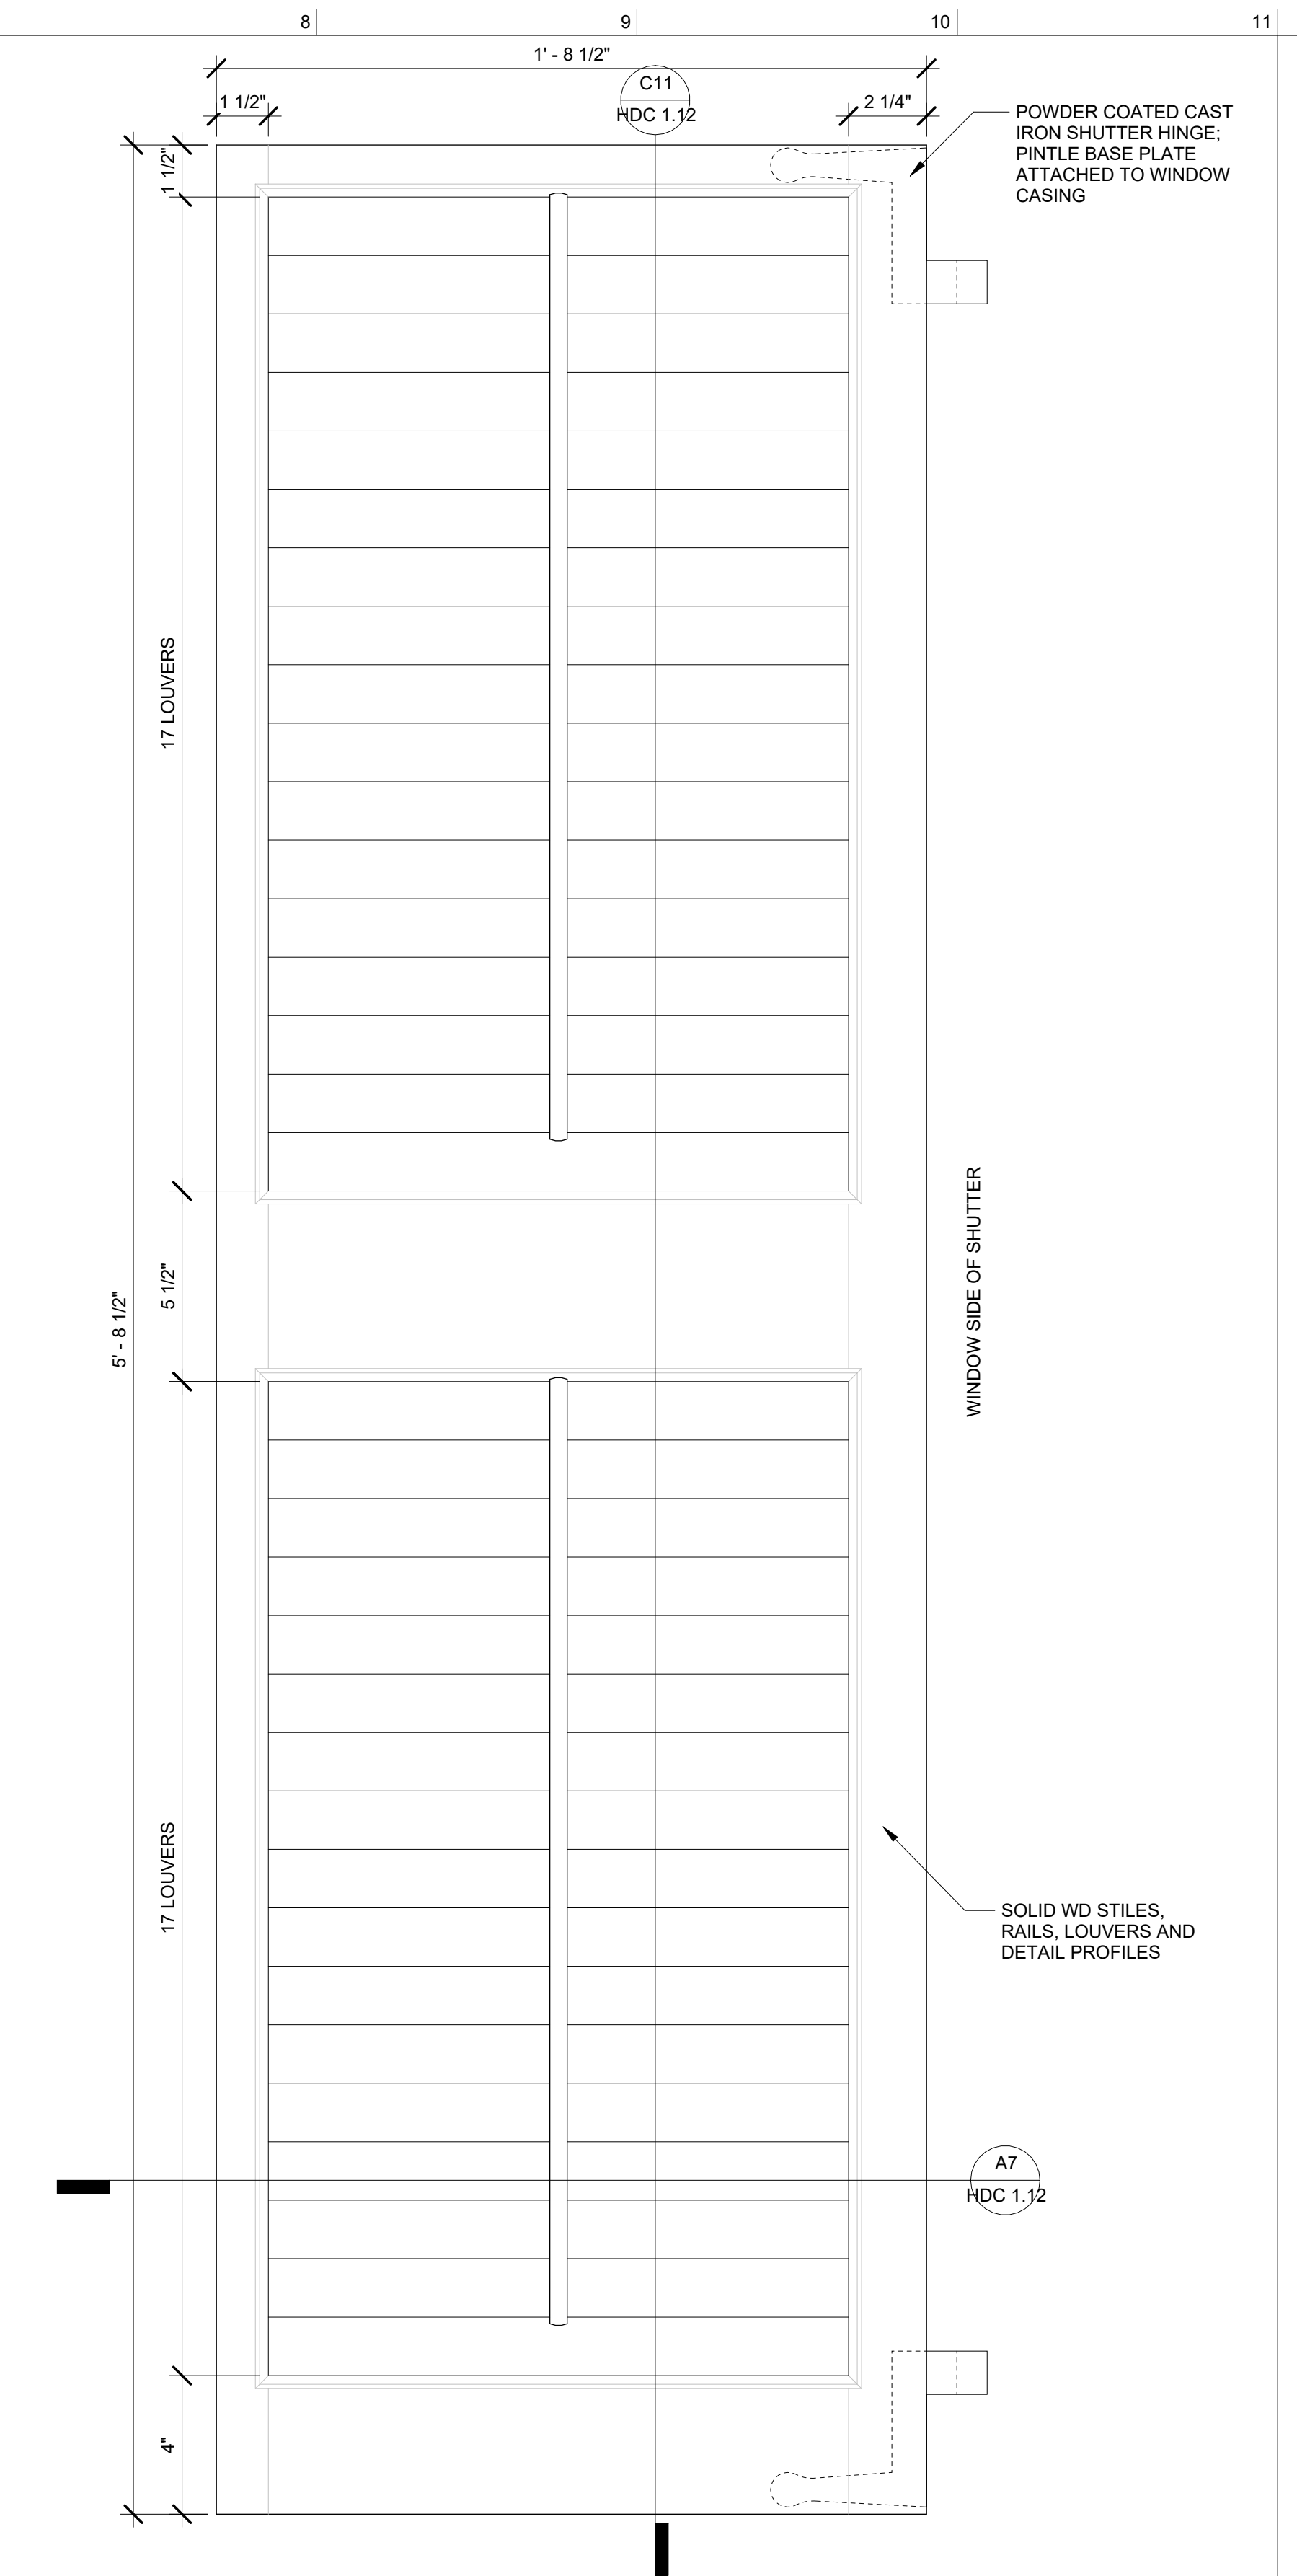 8
9
10
11
1' - 8 1/2"
C11
HDC 1.12
1 1/2"
2 1/4"
POWDER COATED CAST
IRON SHUTTER HINGE;
PINTLE BASE PLATE
ATTACHED TO WINDOW
CASING
1 1/2"
17 LOUVERS
5 1/2"
5' - 8 1/2"
WINDOW SIDE OF SHUTTER
17 LOUVERS
SOLID WD STILES,
RAILS, LOUVERS AND
DETAIL PROFILES
A7
HDC 1.12
4"